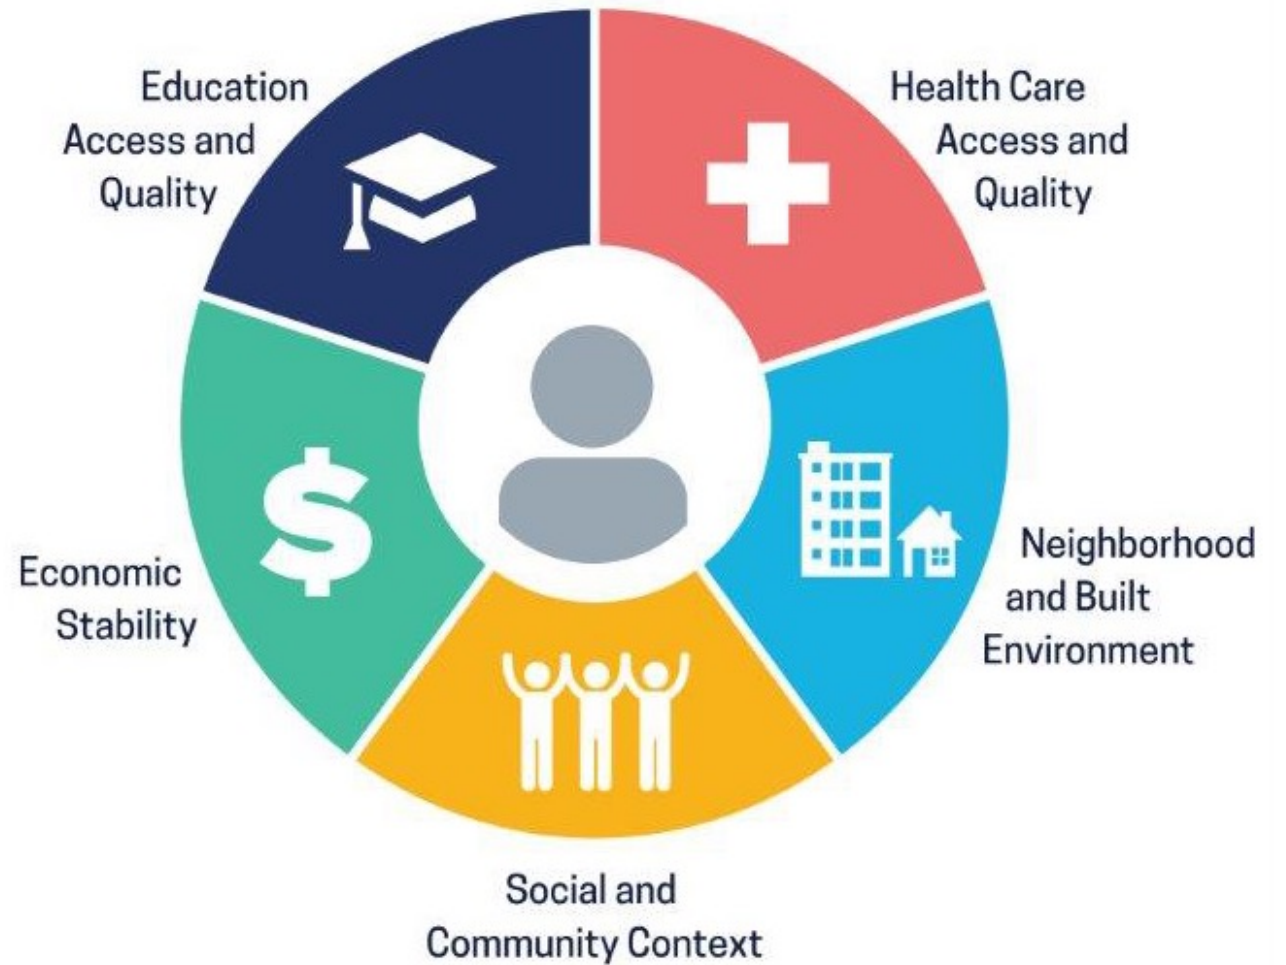 Education
Access and
Quality
Health Care
Access and
Quality
Economic
Stability
Neighborhood
and Built
Environment
Social and
Community Context